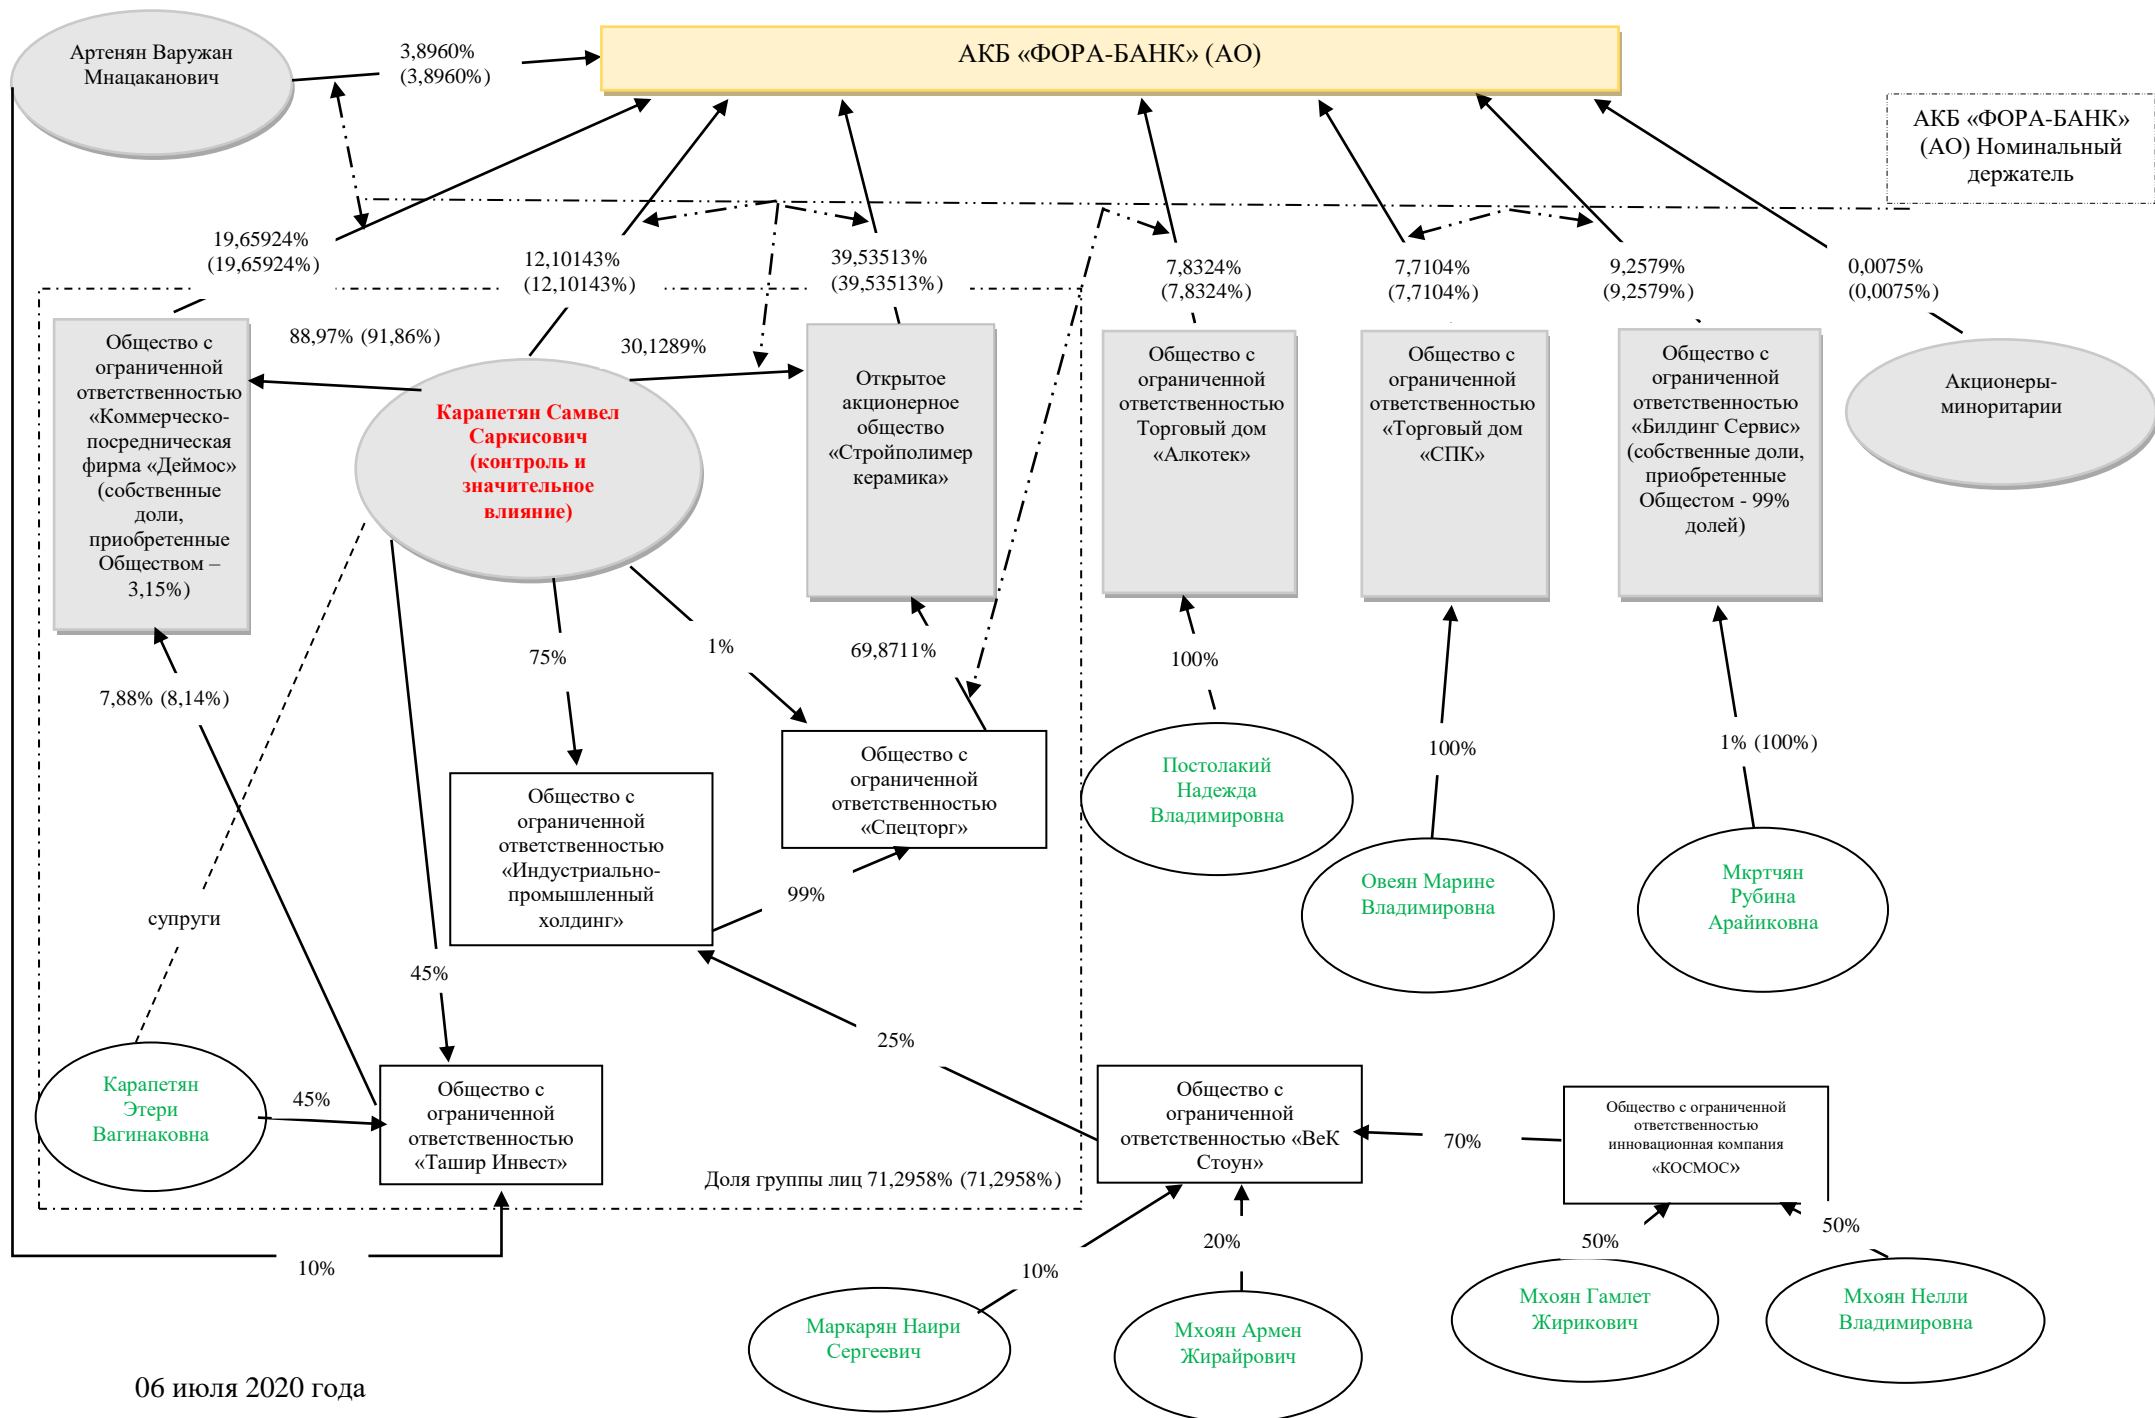 Артенян Варужан
Мнацаканович
3,8960%
(3,8960%)
АКБ «ФОРА-БАНК» (АО)
АКБ «ФОРА-БАНК»
(АО) Номинальный
держатель
19,65924%
(19,65924%)
12,10143%
(12,10143%)
39,53513%
(39,53513%)
7,8324%
(7,8324%)
7,7104%
(7,7104%)
9,2579%
(9,2579%)
0,0075%
(0,0075%)
Общество с
ограниченной
ответственностью
«Коммерческо-
посредническая
фирма «Деймос»
(собственные
доли,
приобретенные
Обществом –
3,15%)
88,97% (91,86%)
Карапетян Самвел
Саркисович
(контроль и
значительное
влияние)
30,1289%
Открытое
акционерное
общество
«Стройполимер
керамика»
Общество с
ограниченной
ответственностью
Торговый дом
«Алкотек»
Общество с
ограниченной
ответственностью
«Торговый дом
«СПК»
Общество с
ограниченной
ответственностью
«Билдинг Сервис»
(собственные доли,
приобретенные
Общестом - 99%
долей)
Акционеры-
миноритарии
7,88% (8,14%)
75%
1%
69,8711%
100%
100%
1% (100%)
Общество с
ограниченной
ответственностью
«Индустриально-
промышленный
холдинг»
Общество с
ограниченной
ответственностью
«Спецторг»
Постолакий
Надежда
Владимировна
Овеян Марине
Владимировна
Мкртчян
Рубина
Арайиковна
99%
супруги
45%
25%
Карапетян
Этери
Вагинаковна
45%
Общество с
ограниченной
ответственностью
«Ташир Инвест»
Доля группы лиц 71,2958% (71,2958%)
Общество с
ограниченной
ответственностью «ВеК
Стоун»
70%
Общество с ограниченной
ответственностью
инновационная компания
«КОСМОС»
10%
10%
20%
50%
50%
Маркарян Наири
Сергеевич
Мхоян Армен
Жирайрович
Мхоян Гамлет
Жирикович
Мхоян Нелли
Владимировна
06 июля 2020 года